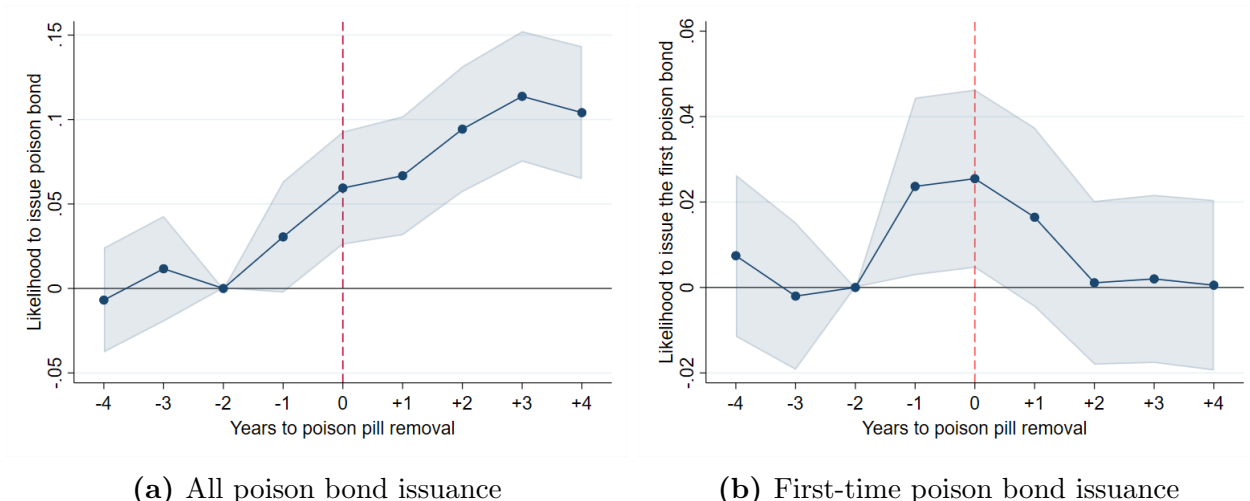 Likelihood to issue poison bond
.15
.1
.05
0
-.05
-4 -3 -2 -1 0 +1 +2 +3 +4
Years to poison pill removal
(a) All poison bond issuance
Likelihood to issue the first poison bond
.06
.04
.02
0
-.02
-4 -3 -2 -1 0 +1 +2 +3 +4
Years to poison pill removal
(b) First-time poison bond issuance